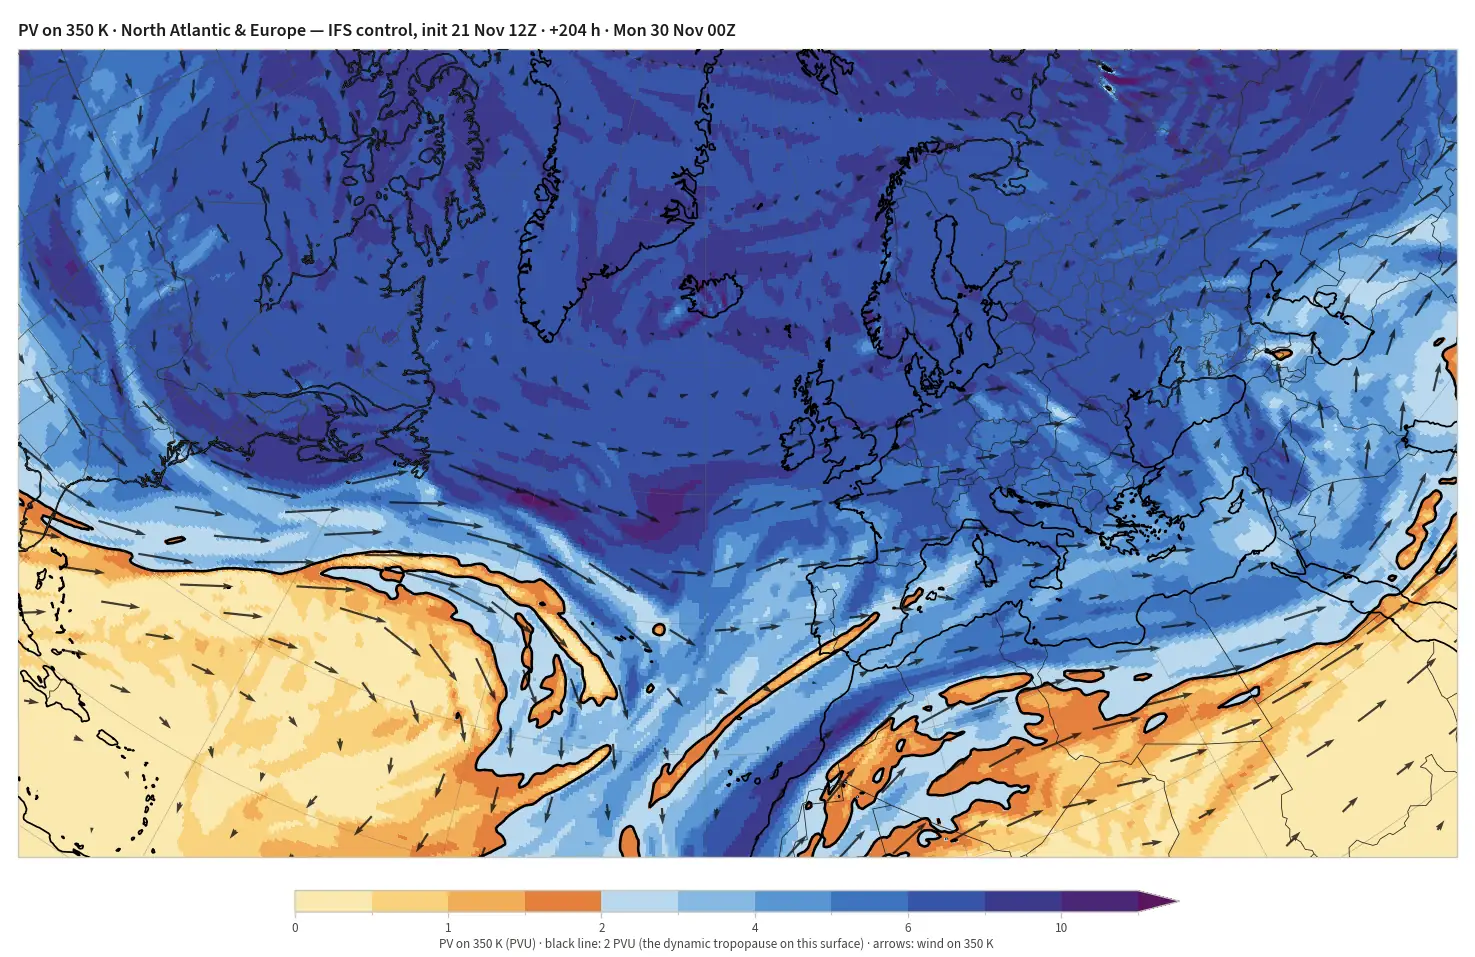 PV on 350 K · North Atlantic & Europe — IFS control, init 21 Nov 12Z · +204 h · Mon 30 Nov 00Z
0 1 2 4 6 10
PV on 350 K (PVU) · black line: 2 PVU (the dynamic tropopause on this surface) · arrows: wind on 350 K